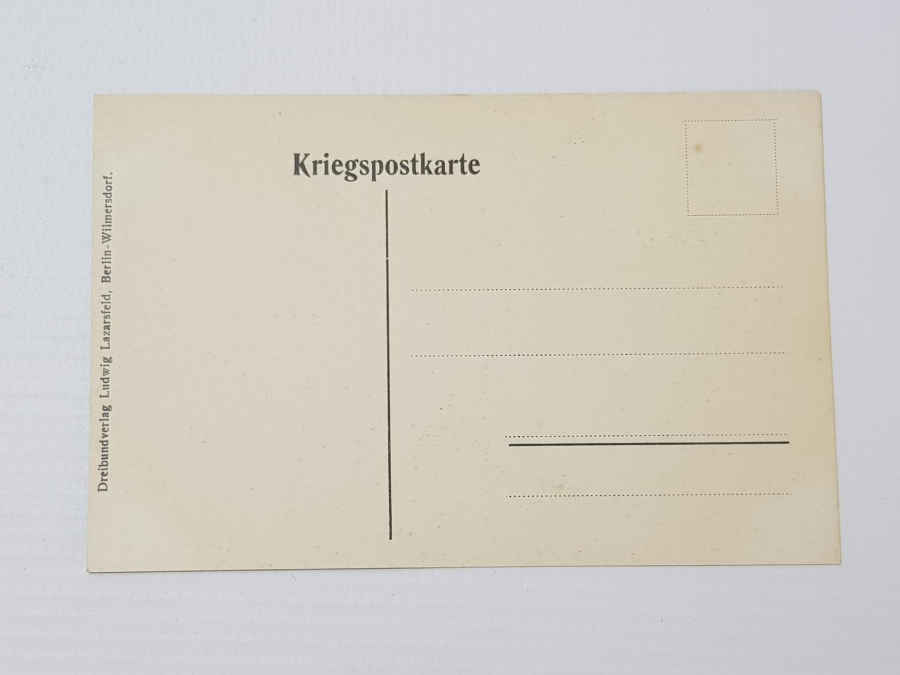 Kriegspostkarte
Dreibundverlag Ludwig Lazarsfeld, Berlin-Wilmersdorf.